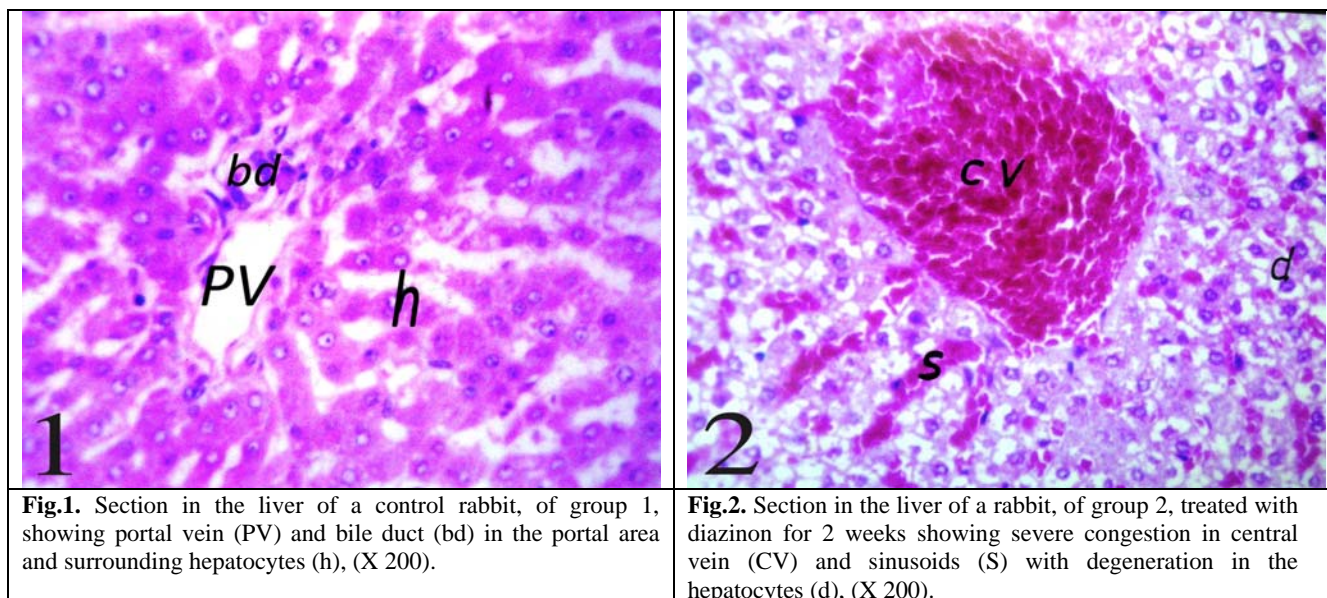 bd
PV
h
1
c v
d
s
2
Fig.1. Section in the liver of a control rabbit, of group 1,
showing portal vein (PV) and bile duct (bd) in the portal area
and surrounding hepatocytes (h), (X 200).
Fig.2. Section in the liver of a rabbit, of group 2, treated with
diazinon for 2 weeks showing severe congestion in central
vein (CV) and sinusoids (S) with degeneration in the
hepatocytes (d), (X 200).